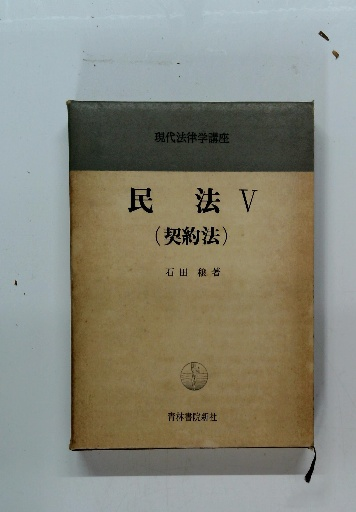 現代法律学講座
民法 V
(契約法)
石田 穣 著
青林書院新社